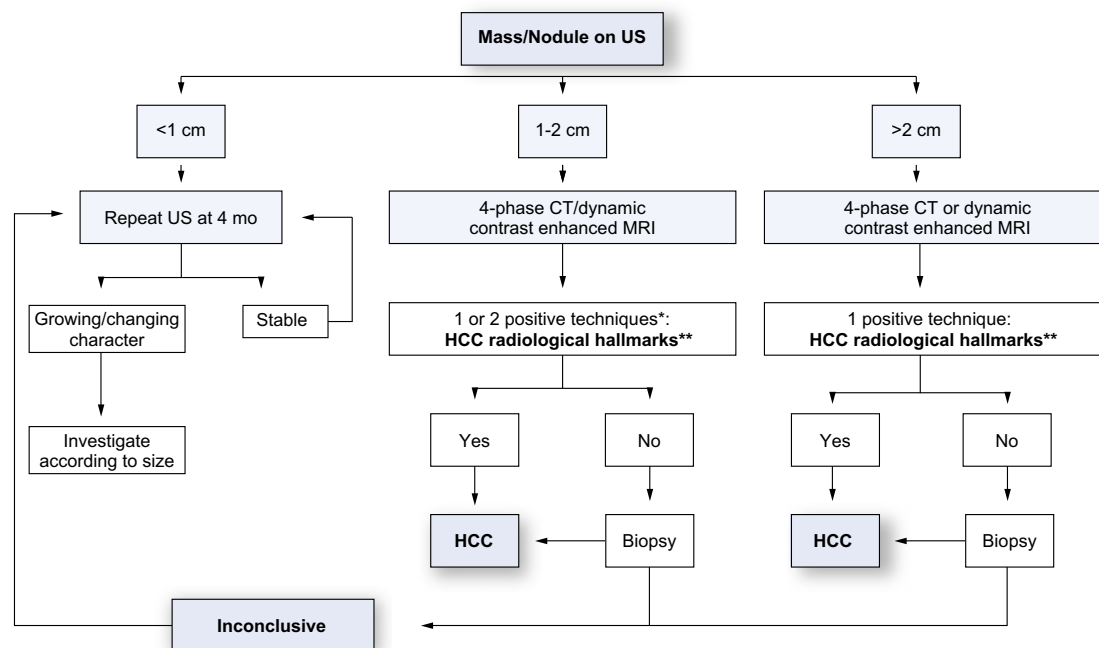 Mass/Nodule on US
<1 cm
1-2 cm
>2 cm
Repeat US at 4 mo
4-phase CT/dynamic
contrast enhanced MRI
4-phase CT or dynamic
contrast enhanced MRI
Growing/changing
character
Stable
1 or 2 positive techniques*:
HCC radiological hallmarks**
1 positive technique:
HCC radiological hallmarks**
Investigate
according to size
Yes
No
Yes
No
HCC
Biopsy
HCC
Biopsy
Inconclusive